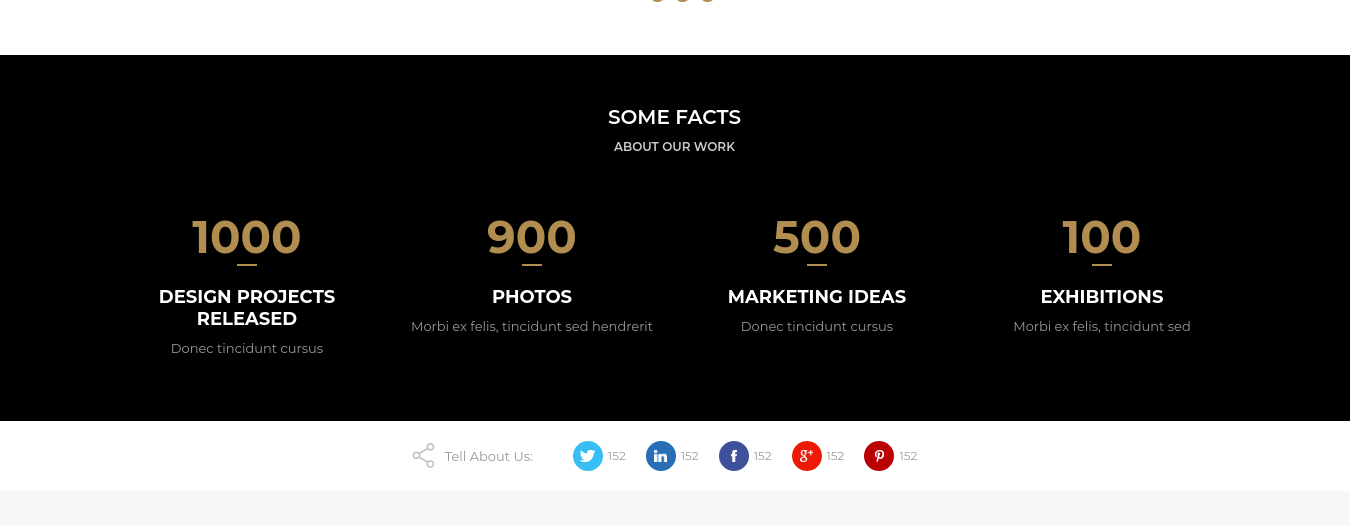 SOME FACTS
ABOUT OUR WORK
1000
DESIGN PROJECTS
RELEASED
Donec tincidunt cursus
900
PHOTOS
Morbi ex felis, tincidunt sed hendrerit
500
MARKETING IDEAS
Donec tincidunt cursus
100
EXHIBITIONS
Morbi ex felis, tincidunt sed
Tell About Us: 152 152 152 152 152